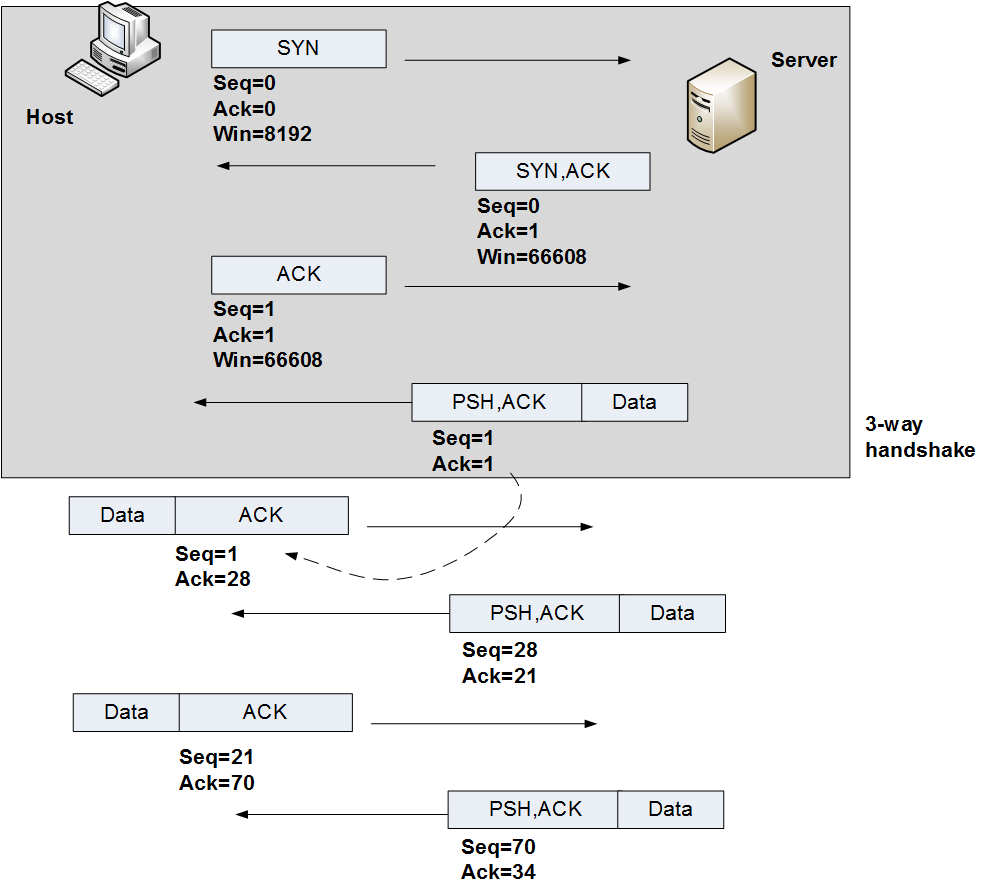 SYN
Server
Seq=0
Ack=0
Win=8192
Host
SYN,ACK
Seq=0
Ack=1
Win=66608
ACK
Seq=1
Ack=1
Win=66608
PSH,ACK Data
Seq=1
Ack=1
3-way
handshake
Data ACK
Seq=1
Ack=28
PSH,ACK Data
Seq=28
Ack=21
Data ACK
Seq=21
Ack=70
PSH,ACK Data
Seq=70
Ack=34